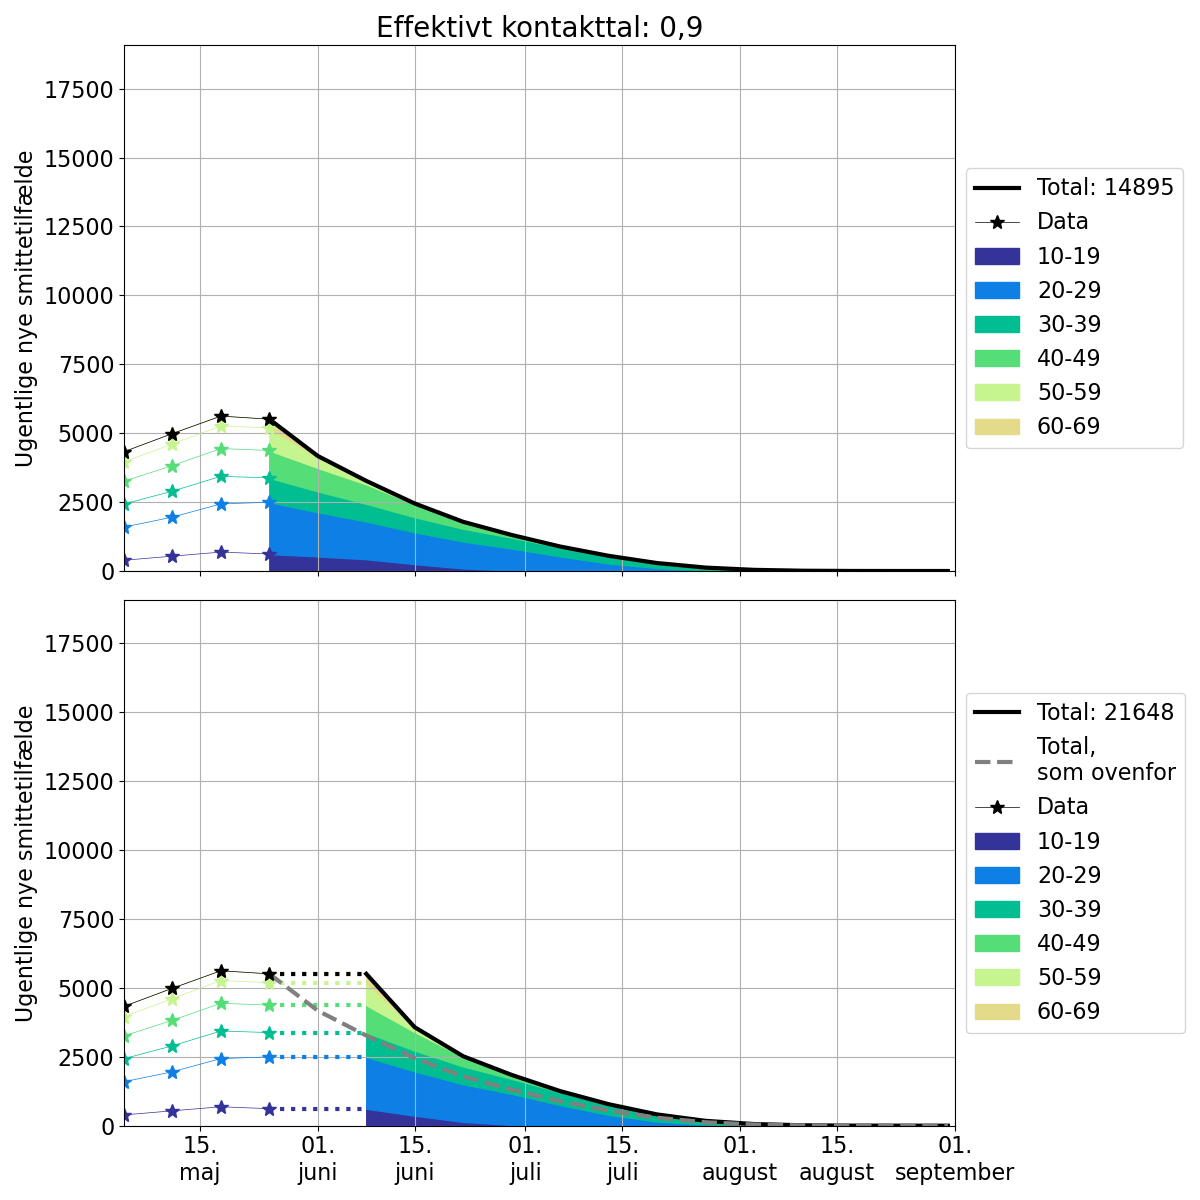 Effektivt kontakttal: 0,9
Ugentlige nye smittetilfælde
17500
15000
12500
10000
7500
5000
2500
0
Total: 14895
Data
10-19
20-29
30-39
40-49
50-59
60-69
Ugentlige nye smittetilfælde
17500
15000
12500
10000
7500
5000
2500
0
Total: 21648
Total,
som ovenfor
Data
10-19
20-29
30-39
40-49
50-59
60-69
15. 01. 15. 01. 15. 01. 15. 01.
maj juni juni juli juli august august september